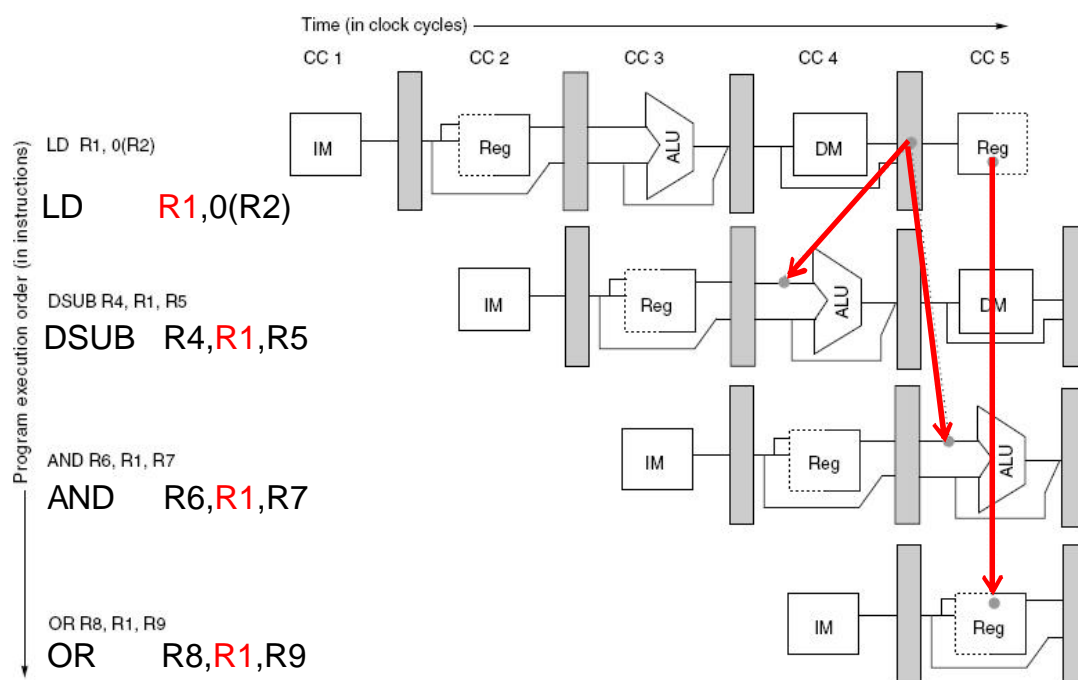 Time (in clock cycles)
CC 1 CC 2 CC 3 CC 4 CC 5
Program execution order (in instructions)
LD R1, 0(R2)
LD R1,0(R2)
IM Reg ALU DM Reg
DSUB R4, R1, R5
DSUB R4,R1,R5
IM Reg ALU DM
AND R6, R1, R7
AND R6,R1,R7
IM Reg ALU
OR R8, R1, R9
OR R8,R1,R9
IM Reg